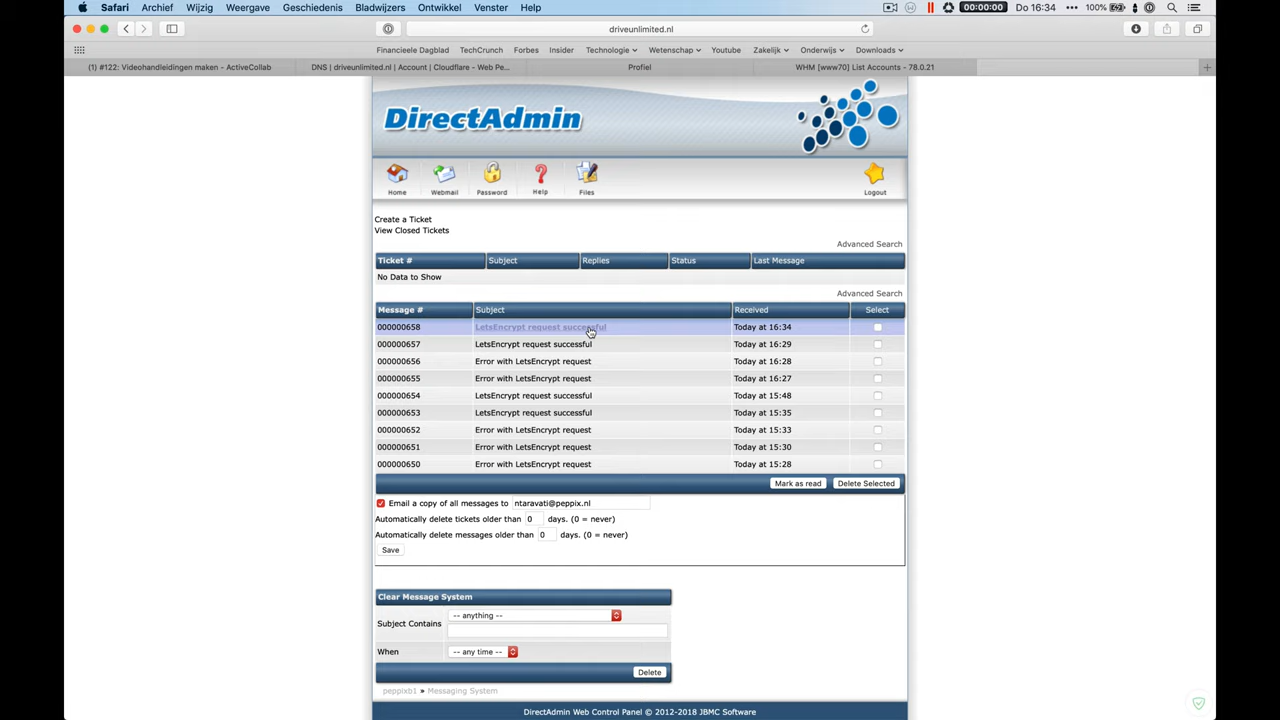 Safari Archief Wijzig Weergave Geschiedenis Bladwijzers Ontwikkel Venster Help 00:00:00 Do 16:34 100%
driveunlimited.nl
Financieele Dagblad TechCrunch Forbes Insider Technologie Wetenschap Youtube Zakelijk Onderwijs Downloads
(1) #122: Videohandleidingen maken - ActiveCollab DNS | driveunlimited.nl | Account | Cloudflare - Web Pe... Profiel WHM [www70] List Accounts - 78.0.21
DirectAdmin
Home Webmail Password Help Files Logout
Create a Ticket
View Closed Tickets
Advanced Search
Ticket # Subject Replies Status Last Message
No Data to Show
Advanced Search
Message # Subject Received Select
000000658 LetsEncrypt request successful Today at 16:34
000000657 LetsEncrypt request successful Today at 16:29
000000656 Error with LetsEncrypt request Today at 16:28
000000655 Error with LetsEncrypt request Today at 16:27
000000654 LetsEncrypt request successful Today at 15:48
000000653 LetsEncrypt request successful Today at 15:35
000000652 Error with LetsEncrypt request Today at 15:33
000000651 Error with LetsEncrypt request Today at 15:30
000000650 Error with LetsEncrypt request Today at 15:28
Mark as read Delete Selected
Email a copy of all messages to ntaravati@peppix.nl
Automatically delete tickets older than 0 days. (0 = never)
Automatically delete messages older than 0 days. (0 = never)
Save
Clear Message System
Subject Contains -- anything --
When -- any time --
Delete
peppixb1 » Messaging System
DirectAdmin Web Control Panel © 2012-2018 JBMC Software